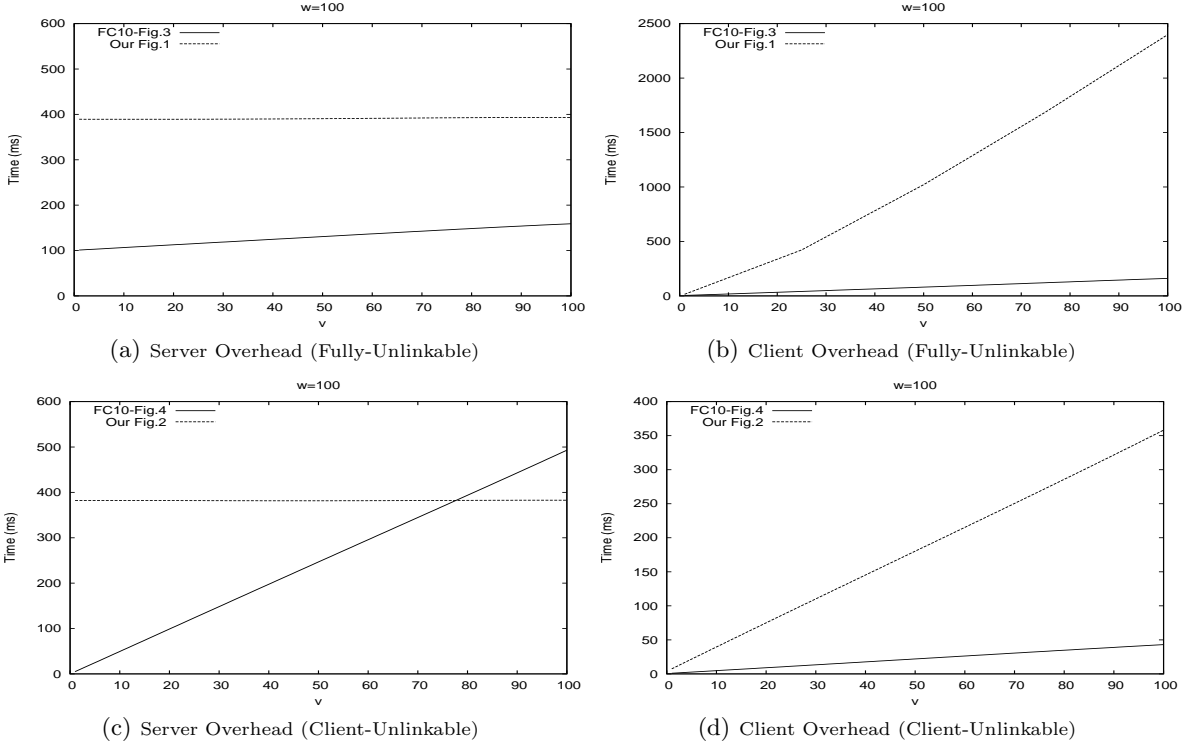 w=100
FC10-Fig.3
Our Fig.1
600
500
400
300
200
100
0
Time (ms)
0 10 20 30 40 50 60 70 80 90 100
v
(a) Server Overhead (Fully-Unlinkable)
w=100
FC10-Fig.3
Our Fig.1
2500
2000
1500
1000
500
0
Time (ms)
0 10 20 30 40 50 60 70 80 90 100
v
(b) Client Overhead (Fully-Unlinkable)
w=100
FC10-Fig.4
Our Fig.2
600
500
400
300
200
100
0
Time (ms)
0 10 20 30 40 50 60 70 80 90 100
v
(c) Server Overhead (Client-Unlinkable)
w=100
FC10-Fig.4
Our Fig.2
400
350
300
250
200
150
100
50
0
Time (ms)
0 10 20 30 40 50 60 70 80 90 100
v
(d) Client Overhead (Client-Unlinkable)